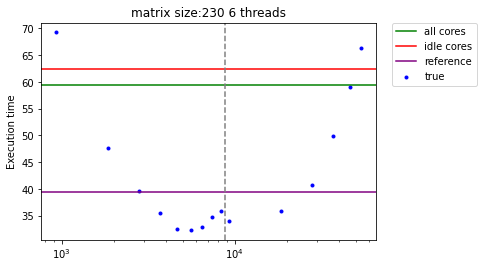 matrix size:230 6 threads
Execution time
70
65
60
55
50
45
40
35
10³
10⁴
all cores
idle cores
reference
true